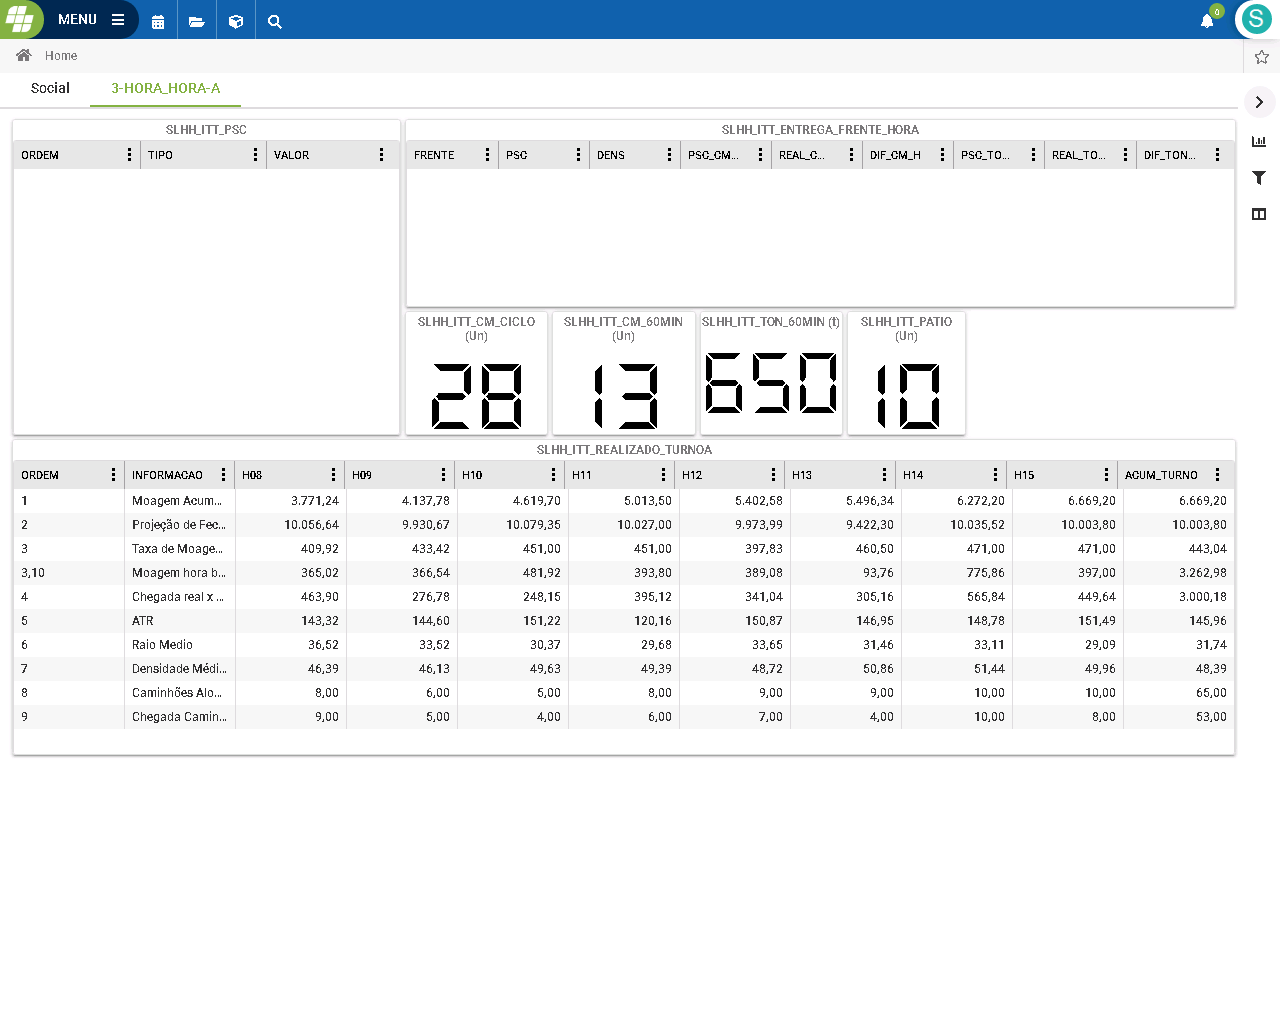 MENU
0
S
Home
Social 3-HORA_HORA-A
SLHH_ITT_PSC
ORDEM TIPO VALOR
SLHH_ITT_ENTREGA_FRENTE_HORA
FRENTE PSC DENS PSC_CM... REAL_C... DIF_CM_H PSC_TO... REAL_TO... DIF_TON...
SLHH_ITT_CM_CICLO (Un)
28
SLHH_ITT_CM_60MIN (Un)
13
SLHH_ITT_TON_60MIN (t)
650
SLHH_ITT_PATIO (Un)
10
SLHH_ITT_REALIZADO_TURNOA
ORDEM INFORMACAO H08 H09 H10 H11 H12 H13 H14 H15 ACUM_TURNO
1 Moagem Acum... 3.771,24 4.137,78 4.619,70 5.013,50 5.402,58 5.496,34 6.272,20 6.669,20 6.669,20
2 Projeção de Fec... 10.056,64 9.930,67 10.079,35 10.027,00 9.973,99 9.422,30 10.035,52 10.003,80 10.003,80
3 Taxa de Moage... 409,92 433,42 451,00 451,00 397,83 460,50 471,00 471,00 443,04
3,10 Moagem hora b... 365,02 366,54 481,92 393,80 389,08 93,76 775,86 397,00 3.262,98
4 Chegada real x ... 463,90 276,78 248,15 395,12 341,04 305,16 565,84 449,64 3.000,18
5 ATR 143,32 144,60 151,22 120,16 150,87 146,95 148,78 151,49 145,96
6 Raio Medio 36,52 33,52 30,37 29,68 33,65 31,46 33,11 29,09 31,74
7 Densidade Médi... 46,39 46,13 49,63 49,39 48,72 50,86 51,44 49,96 48,39
8 Caminhões Alo... 8,00 6,00 5,00 8,00 9,00 9,00 10,00 10,00 65,00
9 Chegada Camin... 9,00 5,00 4,00 6,00 7,00 4,00 10,00 8,00 53,00